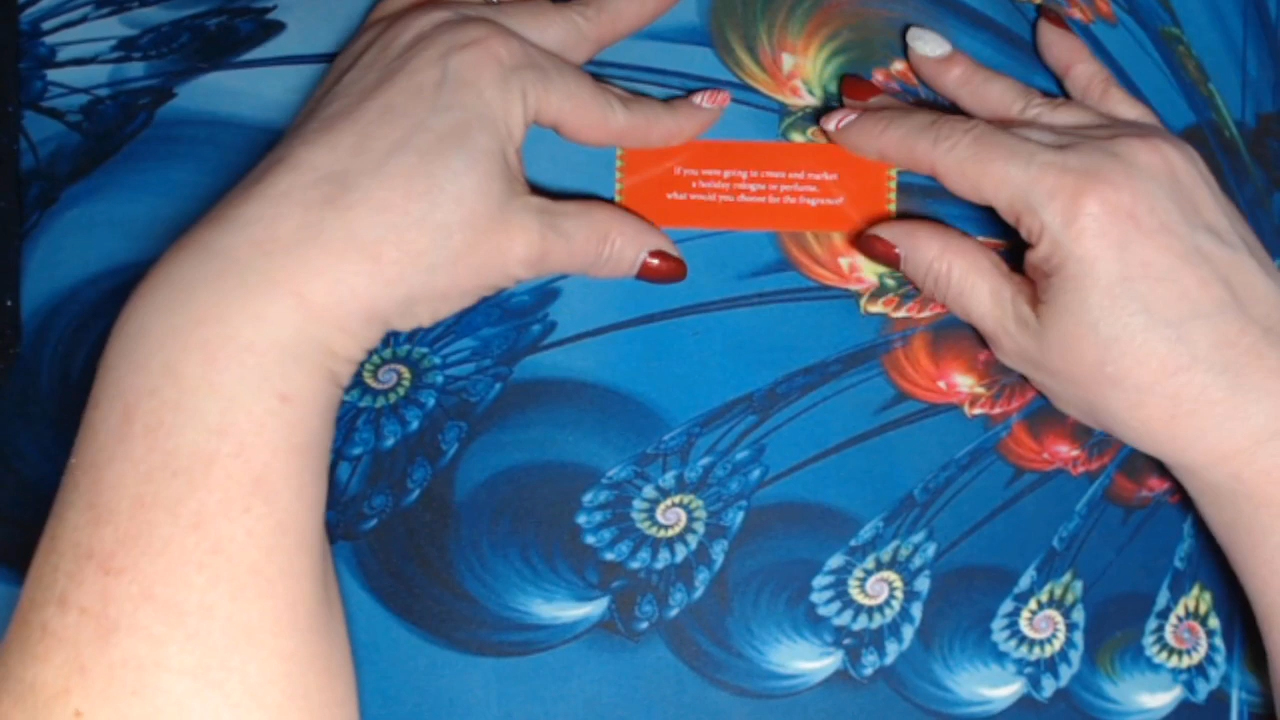 If you were going to create and market
a holiday cologne or perfume,
what would you choose for the fragrance?